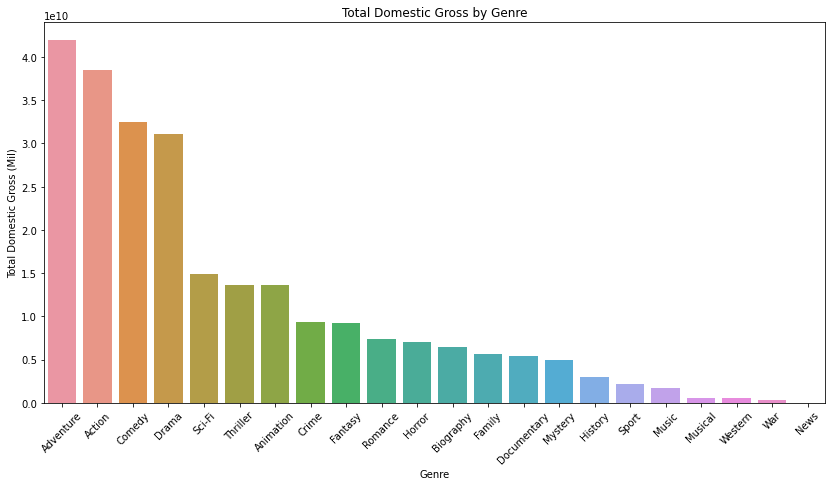 Total Domestic Gross by Genre
1e10
4.0
3.5
3.0
2.5
2.0
1.5
1.0
0.5
0.0
Total Domestic Gross (Mil)
Adventure
Action
Comedy
Drama
Sci-Fi
Thriller
Animation
Crime
Fantasy
Romance
Horror
Biography
Family
Documentary
Mystery
History
Sport
Music
Musical
Western
War
News
Genre